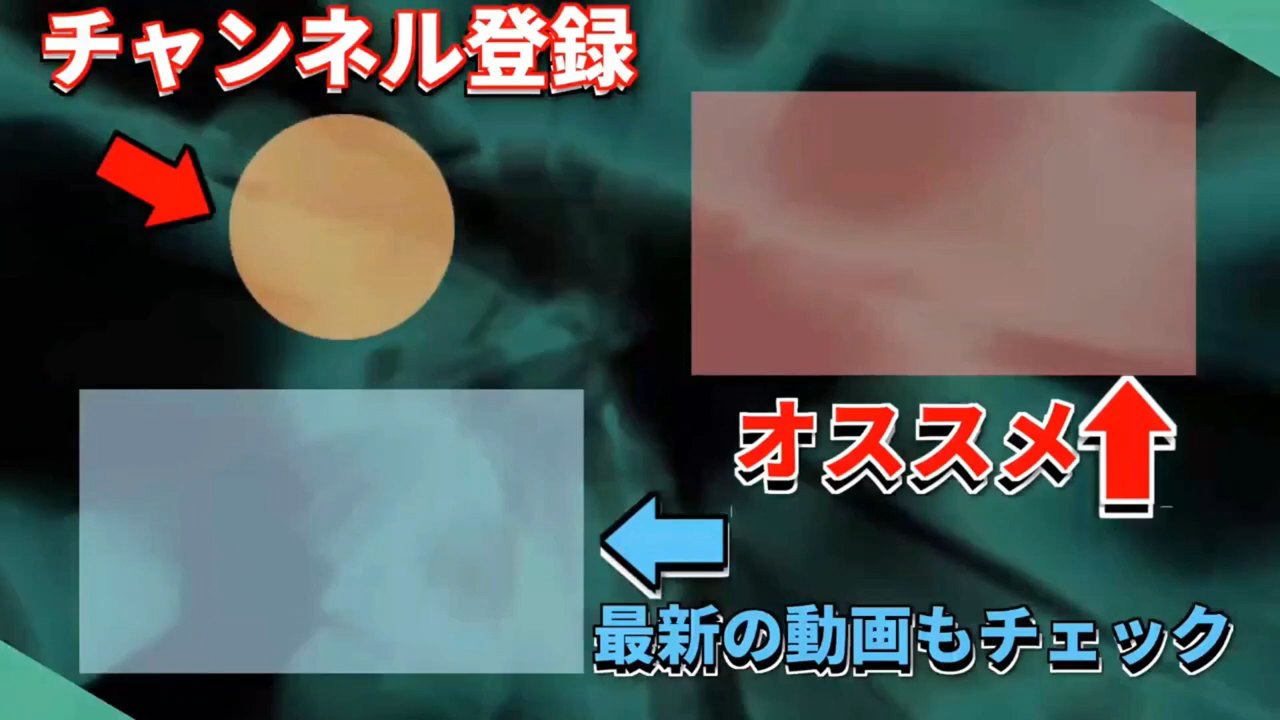 チャンネル登録
オススメ
最新の動画もチェック